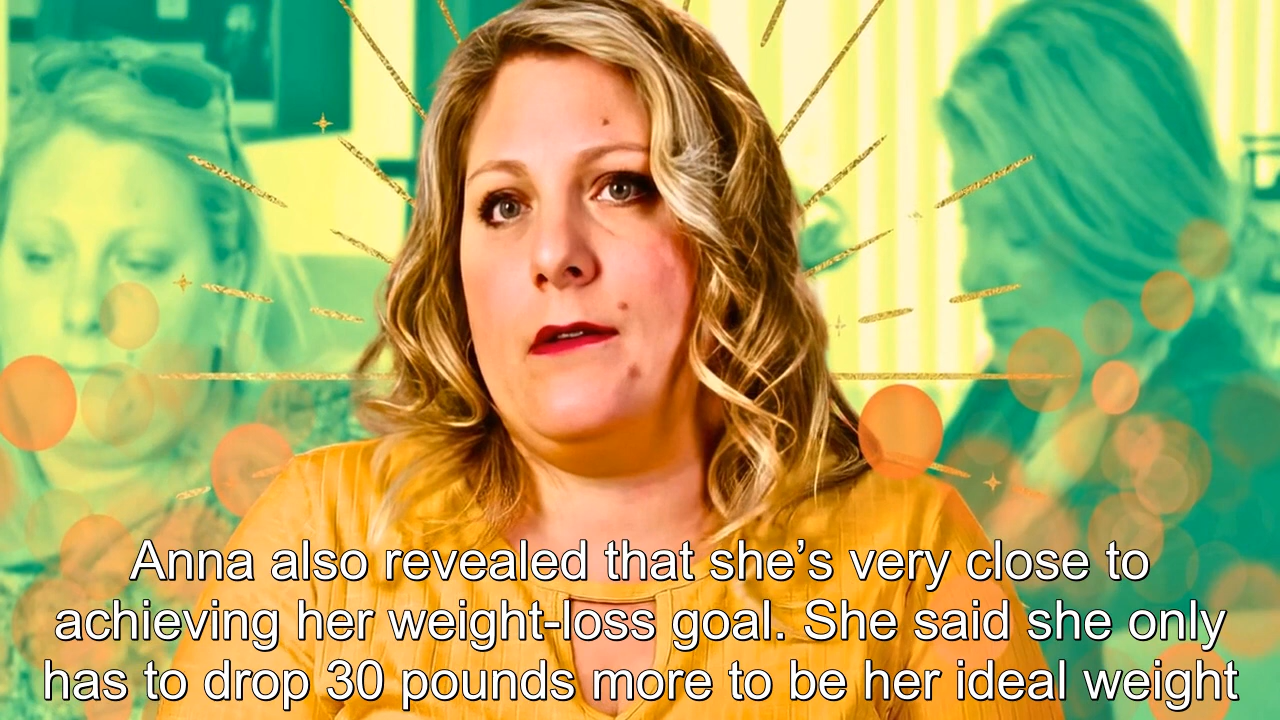 Anna also revealed that she’s very close to
achieving her weight-loss goal. She said she only
has to drop 30 pounds more to be her ideal weight